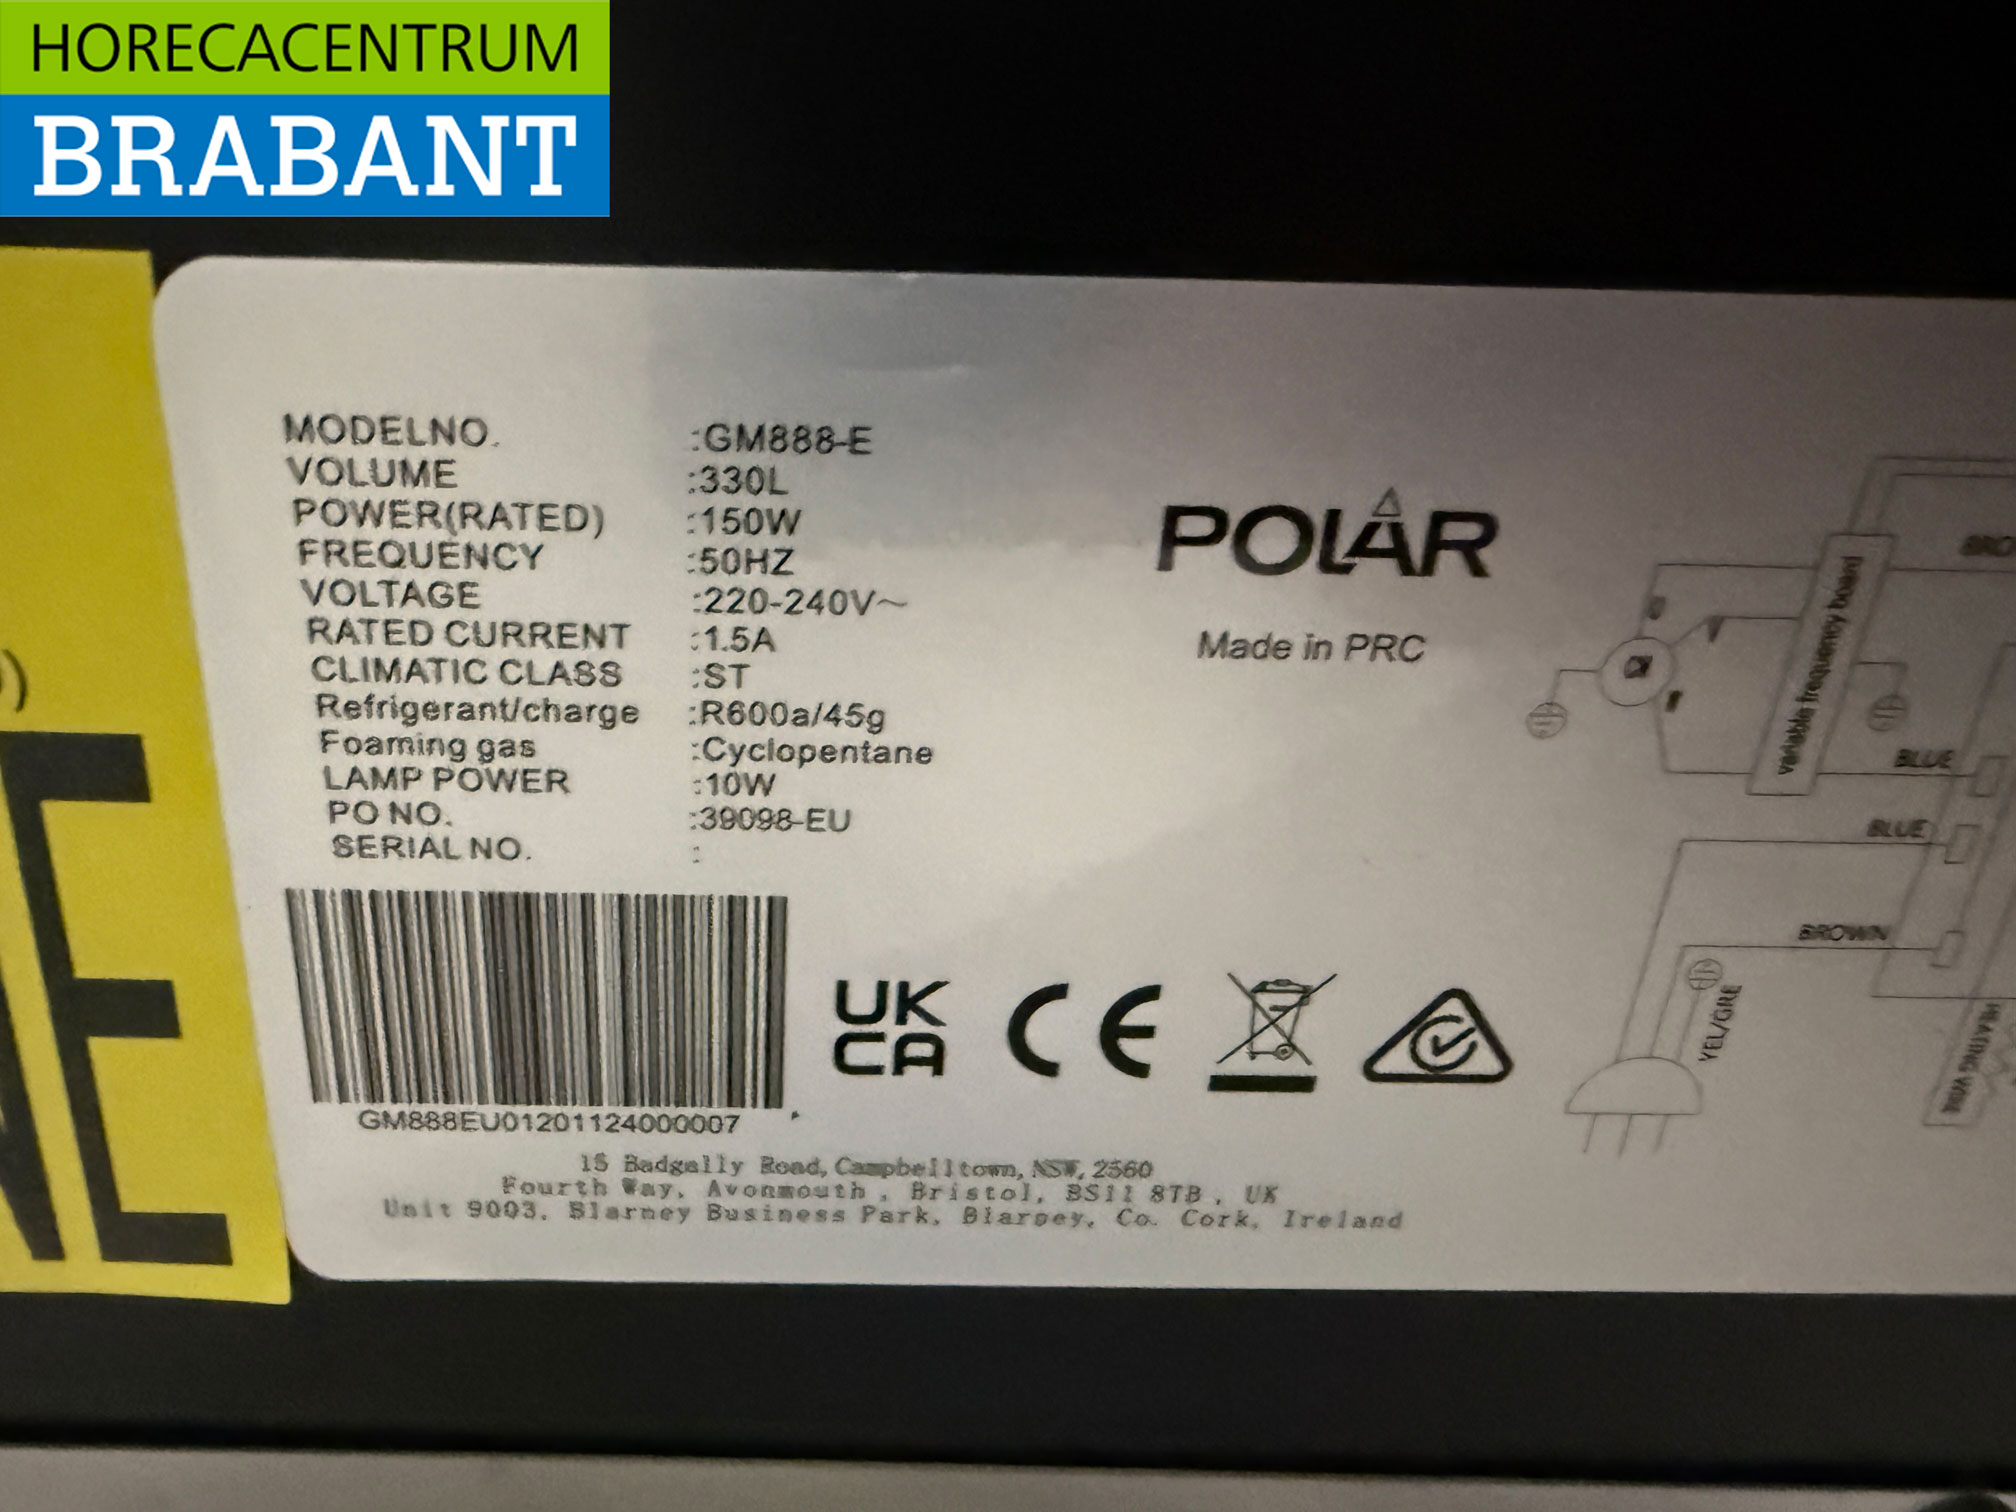 HORECACENTRUM
BRABANT
MODELNO. :GM888-E
VOLUME :330L
POWER(RATED) :150W
FREQUENCY :50HZ
VOLTAGE :220-240V~
RATED CURRENT :1.5A
CLIMATIC CLASS :ST
Refrigerant/charge :R600a/45g
Foaming gas :Cyclopentane
LAMP POWER :10W
PO NO. :39098-EU
SERIAL NO. :
GM888EU01201124000007
POLAR
Made in PRC
UK
CA
CE
15 Badgally Road, Campbelltown, NSW, 2560
Fourth Way, Avonmouth , Bristol, BS11 8TB , UK
Unit 9003, Blarney Business Park, Blarney, Co. Cork, Ireland
variable frequency board
BLUE
BLUE
BROWN
YEL/GRE